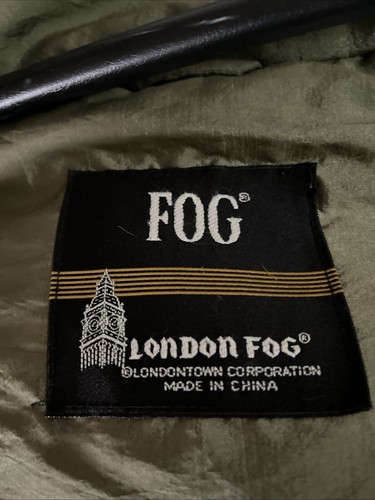 FOG®
LONDON FOG®
©LONDONTOWN CORPORATION
MADE IN CHINA